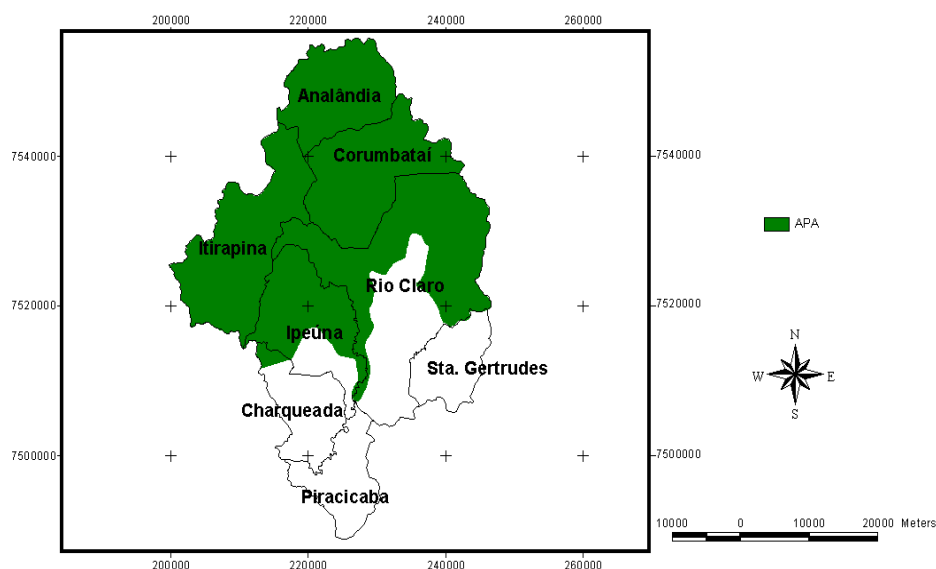 200000 220000 240000 260000
Analândia
7540000 Corumbataí 7540000
APA
Itirapina
Rio Claro
7520000 7520000
Ipeúna
N
Sta. Gertrudes
W E
Charqueada
S
7500000 7500000
Piracicaba
10000 0 10000 20000 Meters
200000 220000 240000 260000